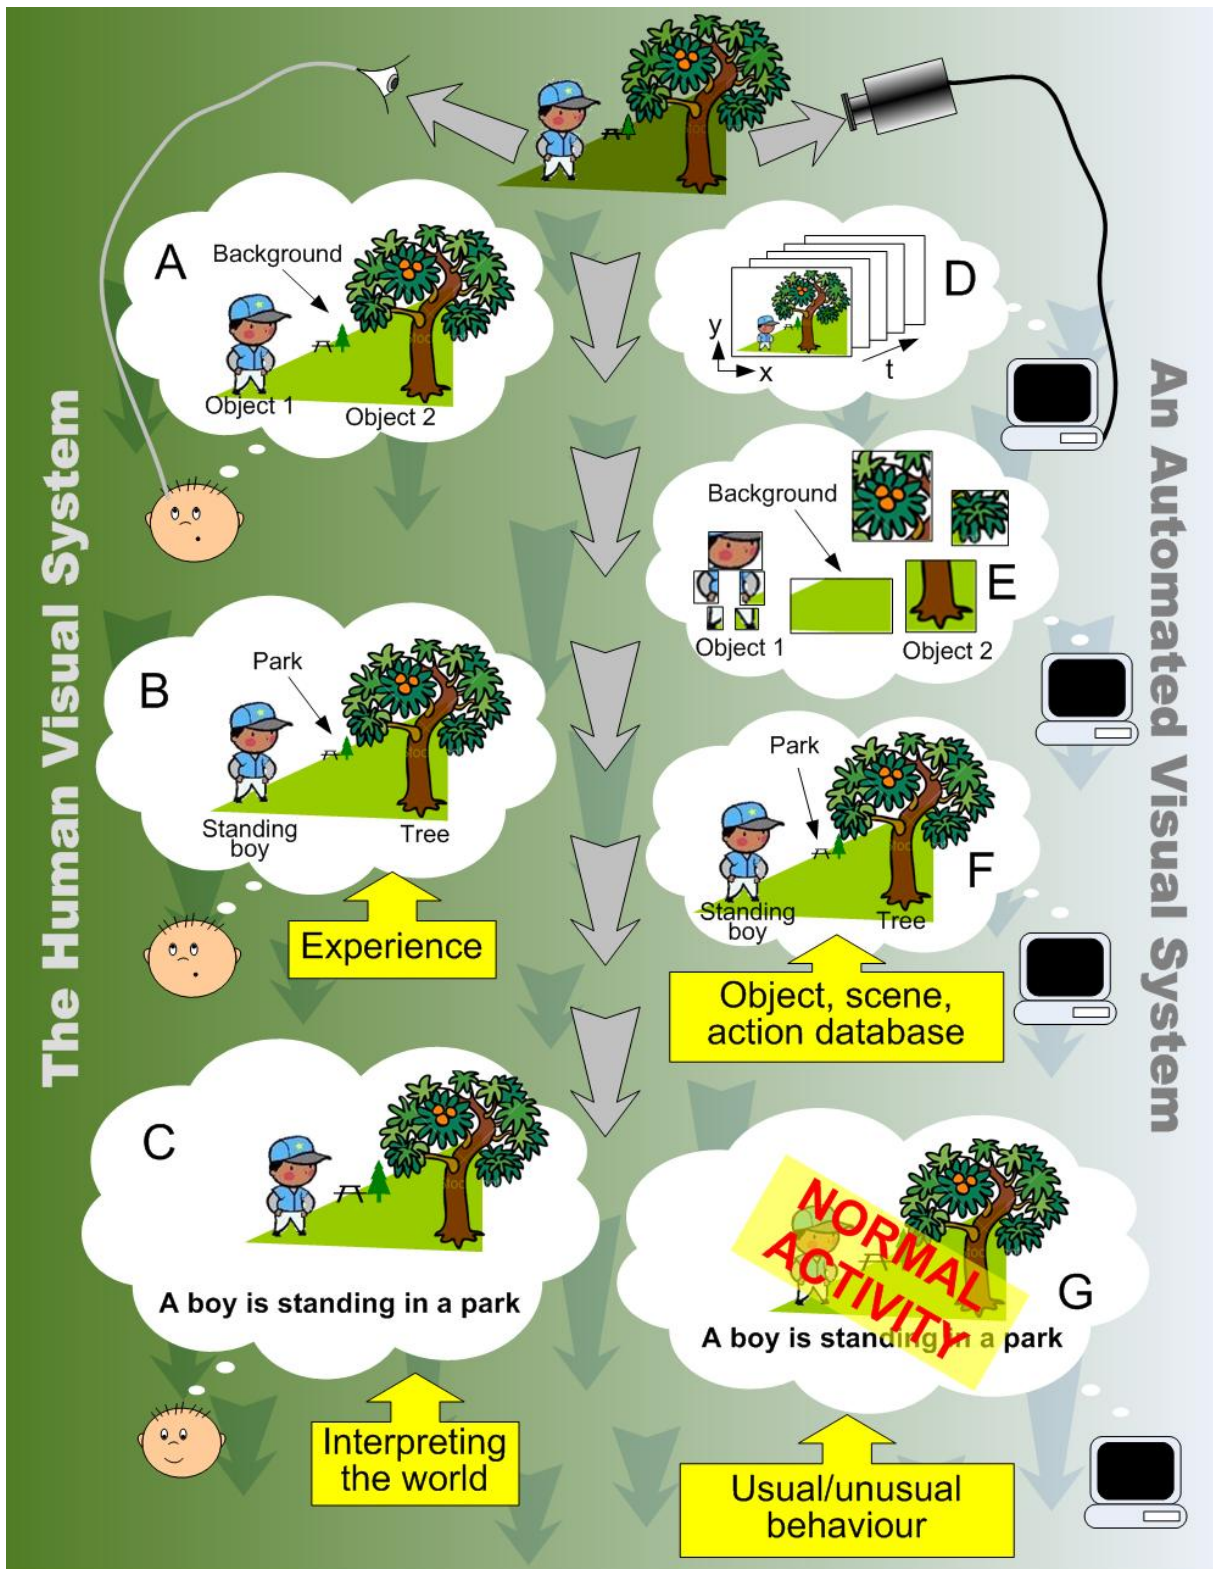 The Human Visual System
A
Background
Object 1
Object 2
B
Park
Standing
boy
Tree
Experience
C
A boy is standing in a park
Interpreting
the world
An Automated Visual System
D
y
x
t
Background
E
Object 1
Object 2
Park
F
Standing
boy
Tree
Object, scene,
action database
NORMAL
ACTIVITY
G
A boy is standing in a park
Usual/unusual
behaviour